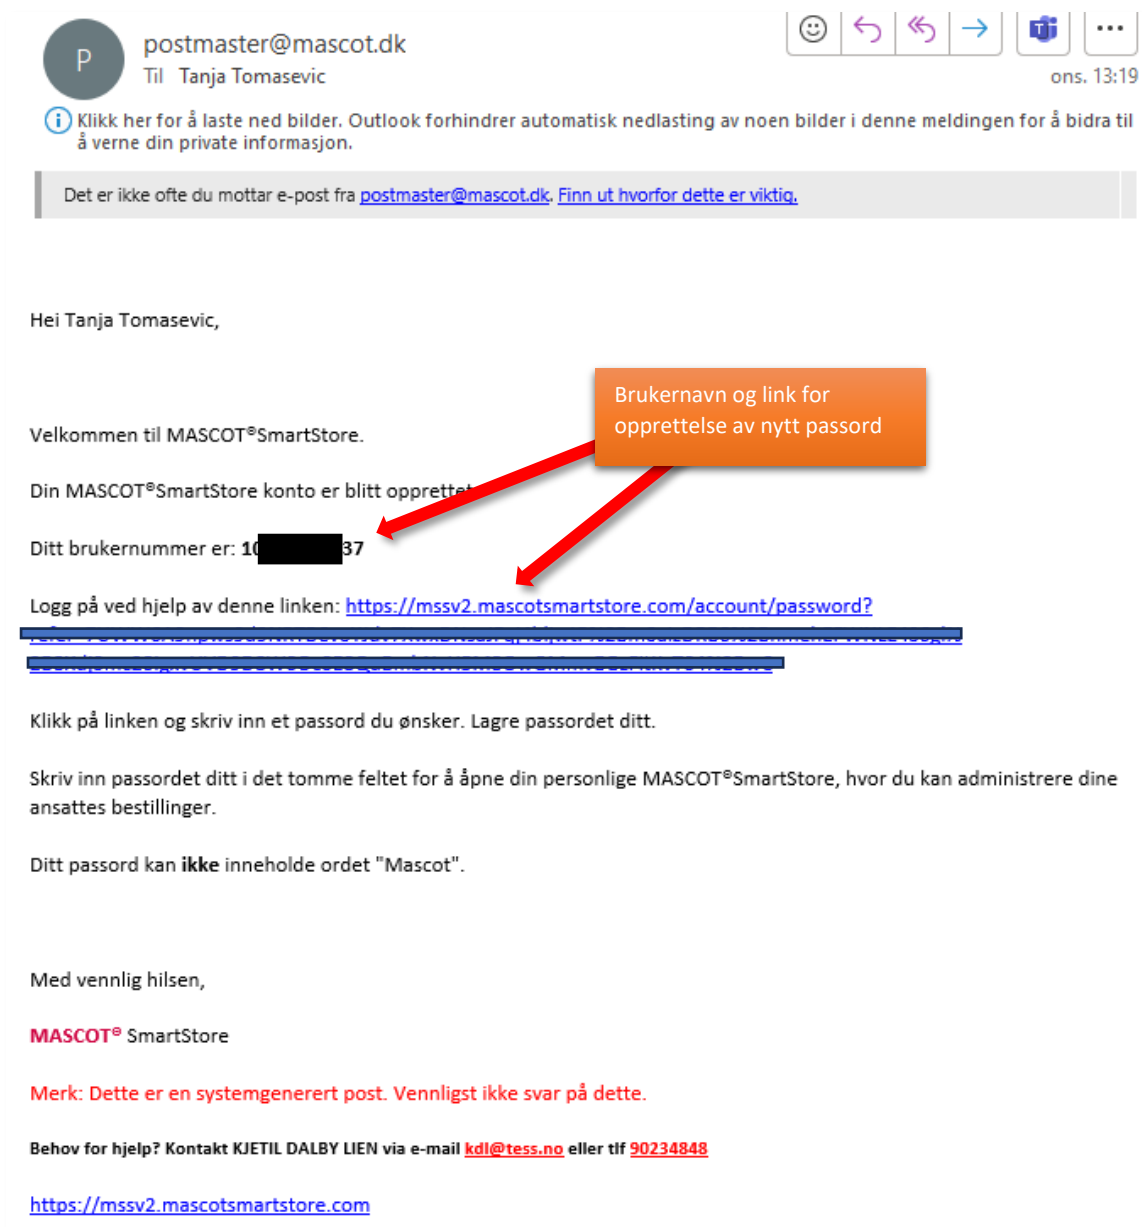 P
postmaster@mascot.dk
Til Tanja Tomasevic
ons. 13:19
Klikk her for å laste ned bilder. Outlook forhindrer automatisk nedlasting av noen bilder i denne meldingen for å bidra til
å verne din private informasjon.
Det er ikke ofte du mottar e-post fra postmaster@mascot.dk. Finn ut hvorfor dette er viktig.
Hei Tanja Tomasevic,
Brukernavn og link for
opprettelse av nytt passord
Velkommen til MASCOT®SmartStore.
Din MASCOT®SmartStore konto er blitt opprettet
Ditt brukernummer er: 10 37
Logg på ved hjelp av denne linken: https://mssv2.mascotsmartstore.com/account/password?
Klikk på linken og skriv inn et passord du ønsker. Lagre passordet ditt.
Skriv inn passordet ditt i det tomme feltet for å åpne din personlige MASCOT®SmartStore, hvor du kan administrere dine
ansattes bestillinger.
Ditt passord kan ikke inneholde ordet "Mascot".
Med vennlig hilsen,
MASCOT® SmartStore
Merk: Dette er en systemgenerert post. Vennligst ikke svar på dette.
Behov for hjelp? Kontakt KJETIL DALBY LIEN via e-mail kdl@tess.no eller tlf 90234848
https://mssv2.mascotsmartstore.com